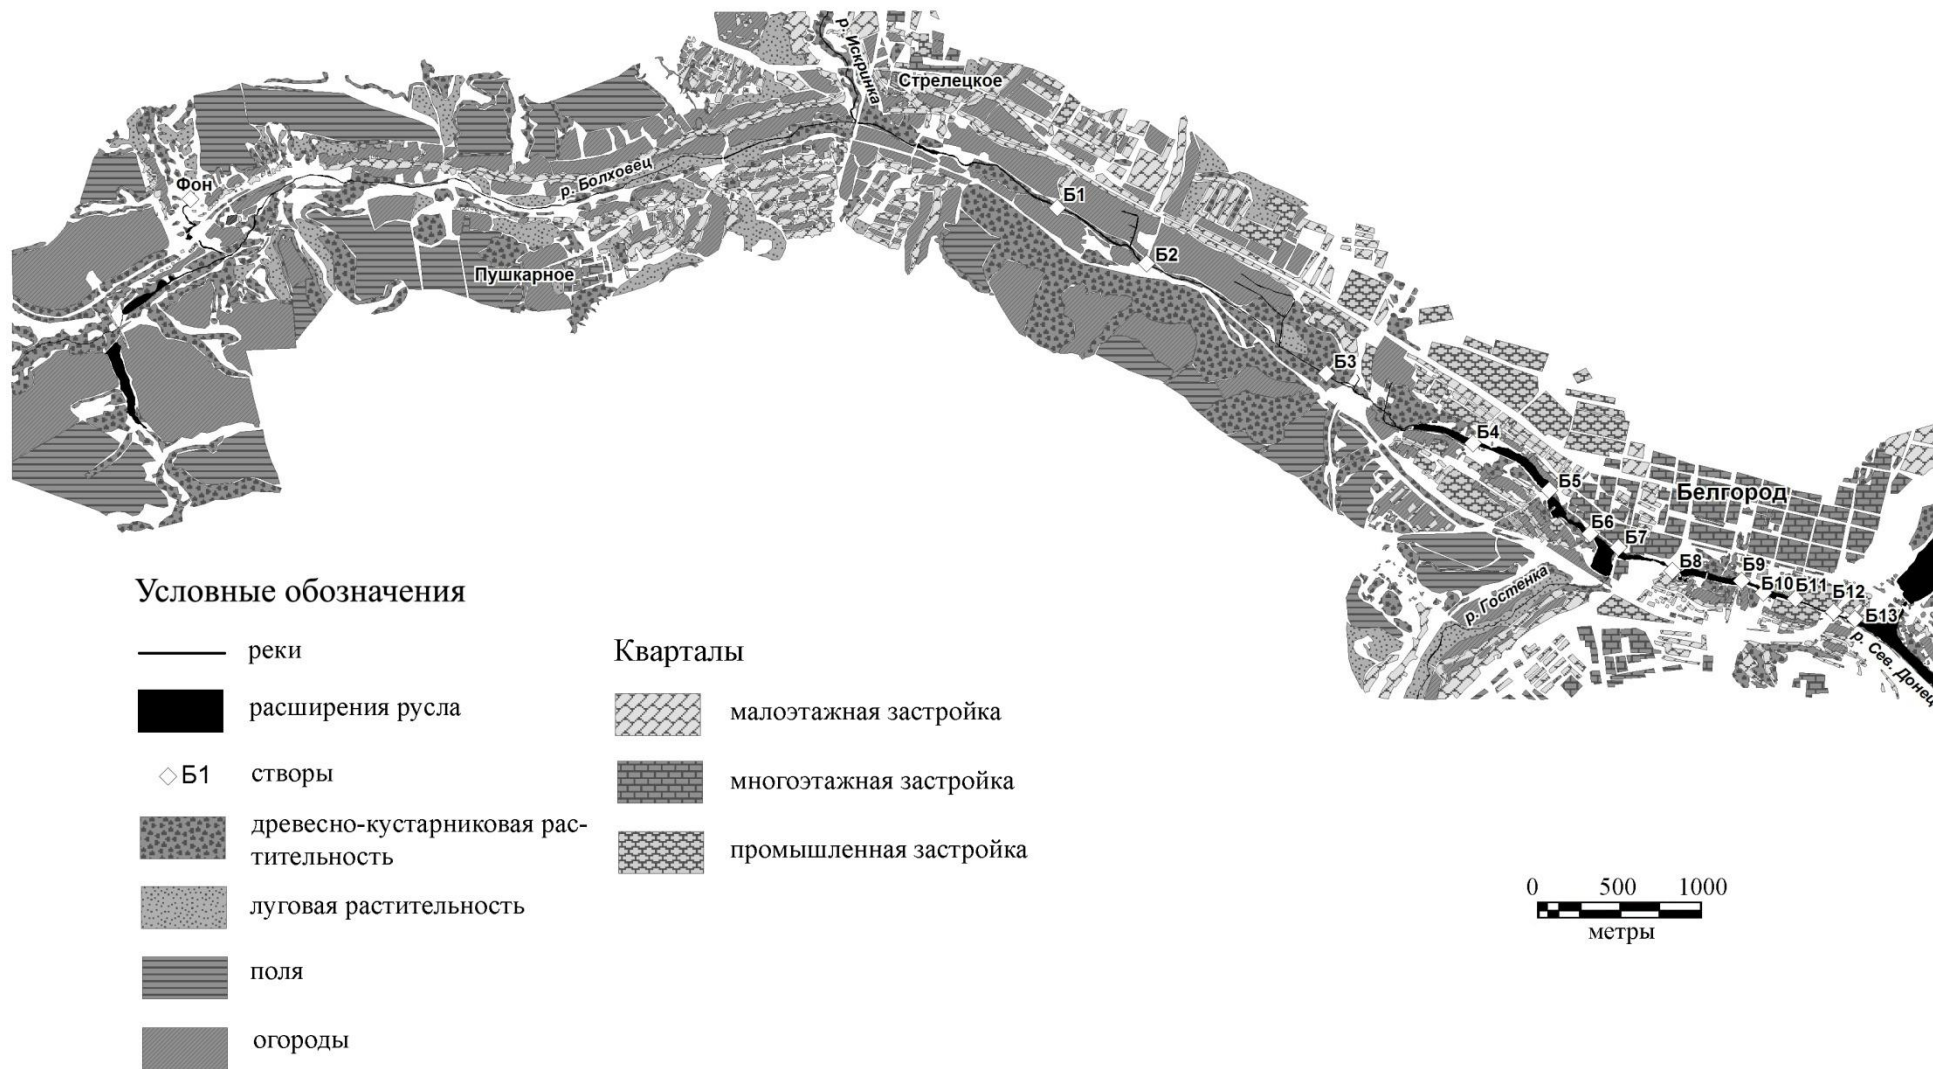 р. Искринка
Стрелецкое
Фон
р. Болховец
Б1
Пушкарное
Б2
Б3
Б4
Б5
Белгород
Б6
Б7
Б8
Б9
Б10
Б11
Б12
Б13
р. Гостенка
р. Сев. Донец
Условные обозначения
реки
расширения русла
Б1
створы
древесно-кустарниковая рас-
тительность
луговая растительность
поля
огороды
Кварталы
малоэтажная застройка
многоэтажная застройка
промышленная застройка
0 500 1000
метры